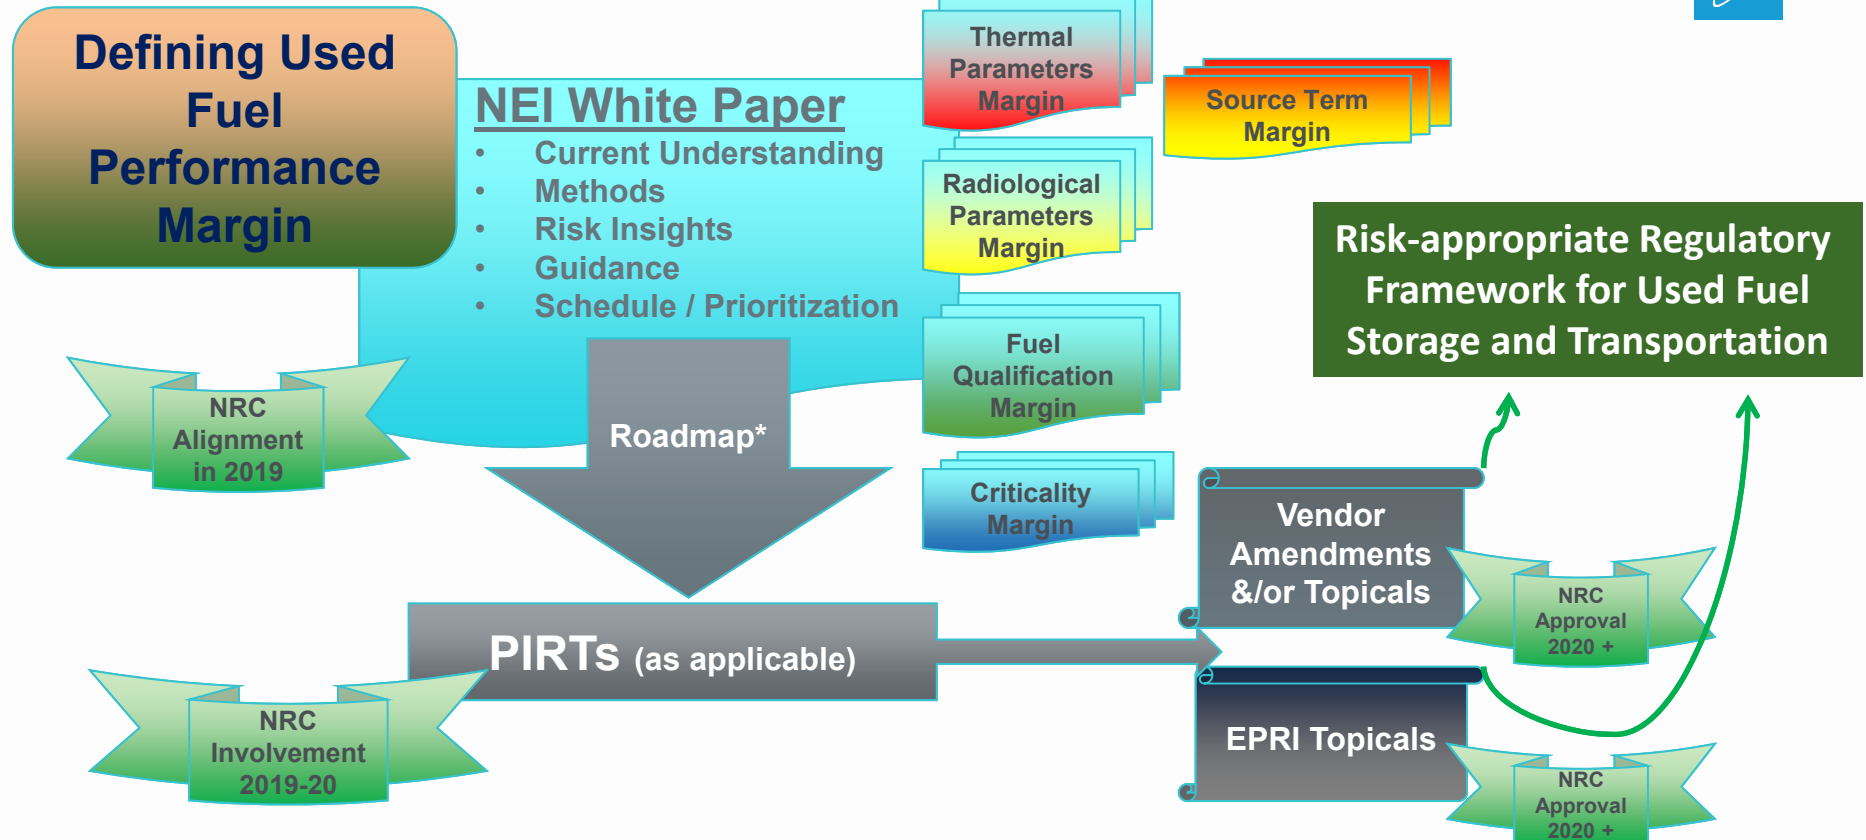 Defining Used
Fuel
Performance
Margin
NEI White Paper
• Current Understanding
• Methods
• Risk Insights
• Guidance
• Schedule / Prioritization
Thermal
Parameters
Margin
Source Term
Margin
Radiological
Parameters
Margin
Fuel
Qualification
Margin
Criticality
Margin
Risk-appropriate Regulatory
Framework for Used Fuel
Storage and Transportation
NRC
Alignment
in 2019
Roadmap*
Vendor
Amendments
&/or Topicals
NRC
Approval
2020 +
PIRTs (as applicable)
NRC
Involvement
2019-20
EPRI Topicals
NRC
Approval
2020 +